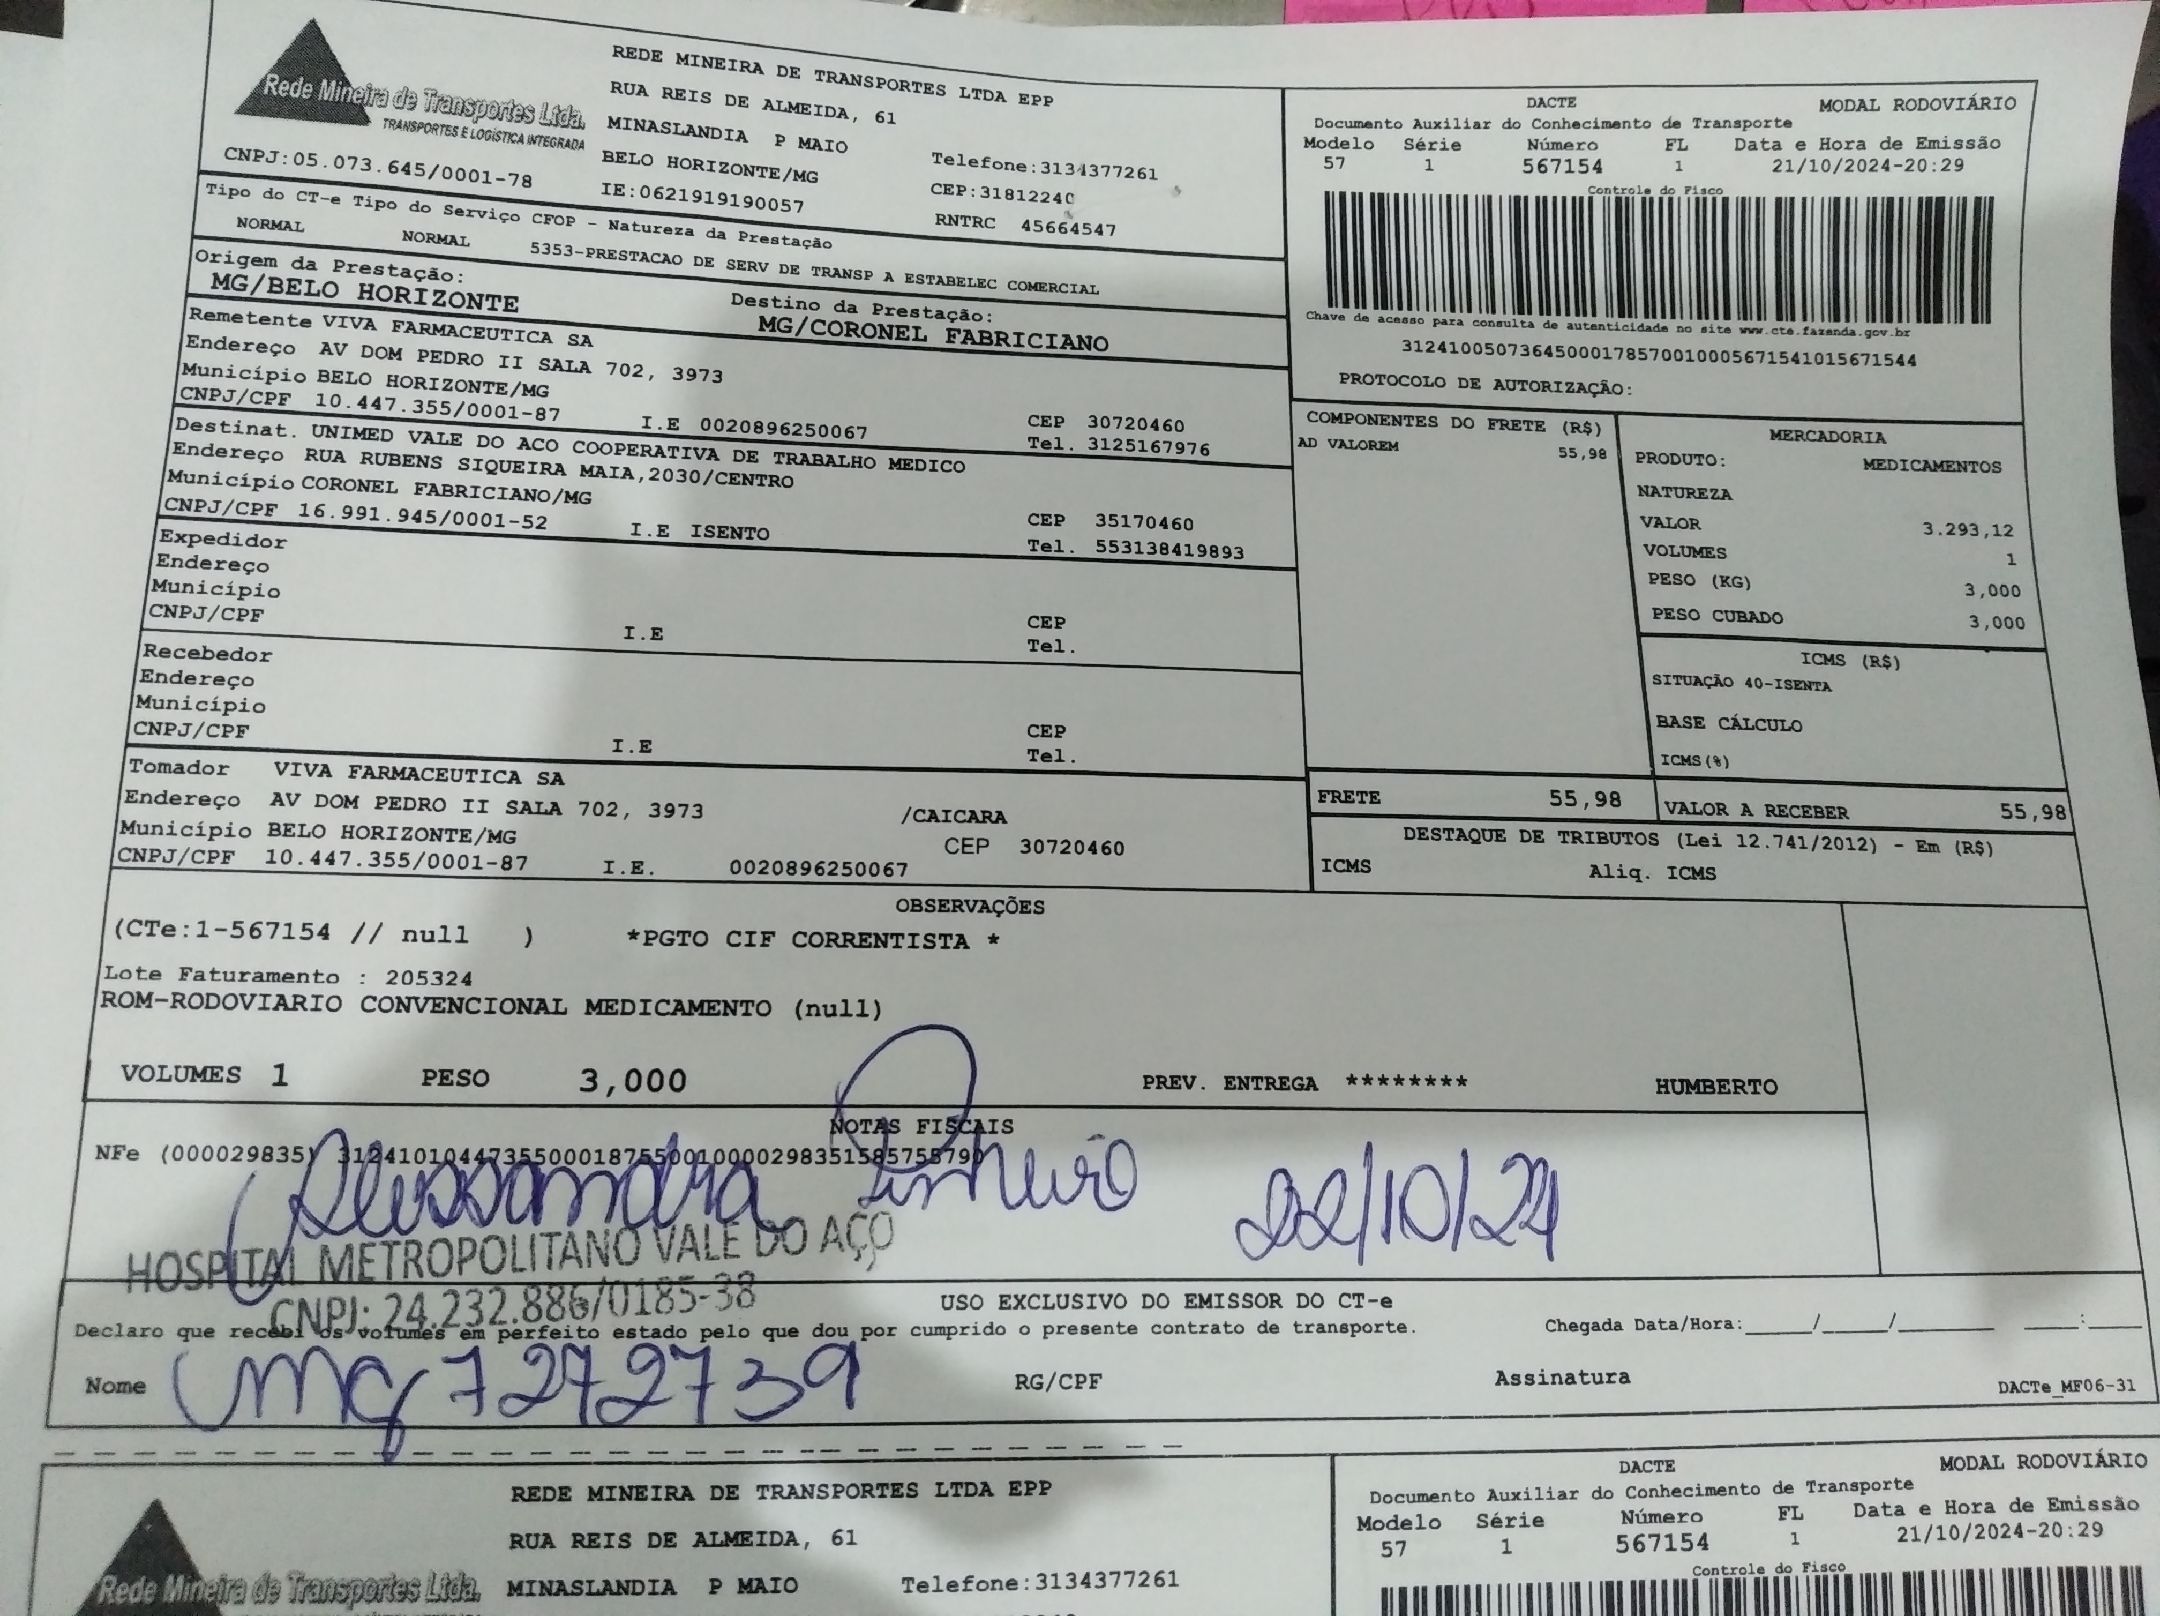 Rede Mineira de Transportes Ltda.
TRANSPORTES E LOGÍSTICA INTEGRADA
CNPJ:05.073.645/0001-78
REDE MINEIRA DE TRANSPORTES LTDA EPP
RUA REIS DE ALMEIDA, 61
MINASLANDIA P MAIO
BELO HORIZONTE/MG
IE:0621919190057
Telefone:3134377261
CEP:31812240
RNTRC 45664547
Tipo do CT-e Tipo do Serviço CFOP - Natureza da Prestação
NORMAL NORMAL 5353-PRESTACAO DE SERV DE TRANSP A ESTABELEC COMERCIAL
Origem da Prestação:
MG/BELO HORIZONTE
Destino da Prestação:
MG/CORONEL FABRICIANO
Remetente VIVA FARMACEUTICA SA
Endereço AV DOM PEDRO II SALA 702, 3973
Município BELO HORIZONTE/MG
CNPJ/CPF 10.447.355/0001-87 I.E 0020896250067
CEP 30720460
Tel. 3125167976
Destinat. UNIMED VALE DO ACO COOPERATIVA DE TRABALHO MEDICO
Endereço RUA RUBENS SIQUEIRA MAIA,2030/CENTRO
Município CORONEL FABRICIANO/MG
CNPJ/CPF 16.991.945/0001-52 I.E ISENTO
CEP 35170460
Tel. 553138419893
Expedidor
Endereço
Município
CNPJ/CPF I.E
CEP
Tel.
Recebedor
Endereço
Município
CNPJ/CPF I.E
CEP
Tel.
Tomador VIVA FARMACEUTICA SA
Endereço AV DOM PEDRO II SALA 702, 3973 /CAICARA
Município BELO HORIZONTE/MG CEP 30720460
CNPJ/CPF 10.447.355/0001-87 I.E. 0020896250067
DACTE MODAL RODOVIÁRIO
Documento Auxiliar do Conhecimento de Transporte
Modelo Série Número FL Data e Hora de Emissão
57 1 567154 1 21/10/2024-20:29
Controle do Fisco
Chave de acesso para consulta de autenticidade no site www.cte.fazenda.gov.br
31241005073645000178570010005671541015671544
PROTOCOLO DE AUTORIZAÇÃO:
COMPONENTES DO FRETE (R$)
AD VALOREM 55,98
MERCADORIA
PRODUTO: MEDICAMENTOS
NATUREZA
VALOR 3.293,12
VOLUMES 1
PESO (KG) 3,000
PESO CUBADO 3,000
ICMS (R$)
SITUAÇÃO 40-ISENTA
BASE CÁLCULO
ICMS(%)
FRETE 55,98 VALOR A RECEBER 55,98
DESTAQUE DE TRIBUTOS (Lei 12.741/2012) - Em (R$)
ICMS Aliq. ICMS
OBSERVAÇÕES
(CTe:1-567154 // null ) *PGTO CIF CORRENTISTA *
Lote Faturamento : 205324
ROM-RODOVIARIO CONVENCIONAL MEDICAMENTO (null)
VOLUMES 1 PESO 3,000 PREV. ENTREGA ******** HUMBERTO
NOTAS FISCAIS
NFe (000029835) 31241010447355000187550010000298351585755790
Alessandra Pinheiro 22/10/24
HOSPITAL METROPOLITANO VALE DO AÇO
CNPJ: 24.232.886/0185-38
USO EXCLUSIVO DO EMISSOR DO CT-e
Declaro que recebi os volumes em perfeito estado pelo que dou por cumprido o presente contrato de transporte.
Chegada Data/Hora:_____/_____/________ ____:____
Nome mg 7272739 RG/CPF Assinatura
DACTe_MF06-31
Rede Mineira de Transportes Ltda.
REDE MINEIRA DE TRANSPORTES LTDA EPP
RUA REIS DE ALMEIDA, 61
MINASLANDIA P MAIO Telefone:3134377261
DACTE MODAL RODOVIÁRIO
Documento Auxiliar do Conhecimento de Transporte
Modelo Série Número FL Data e Hora de Emissão
57 1 567154 1 21/10/2024-20:29
Controle do Fisco